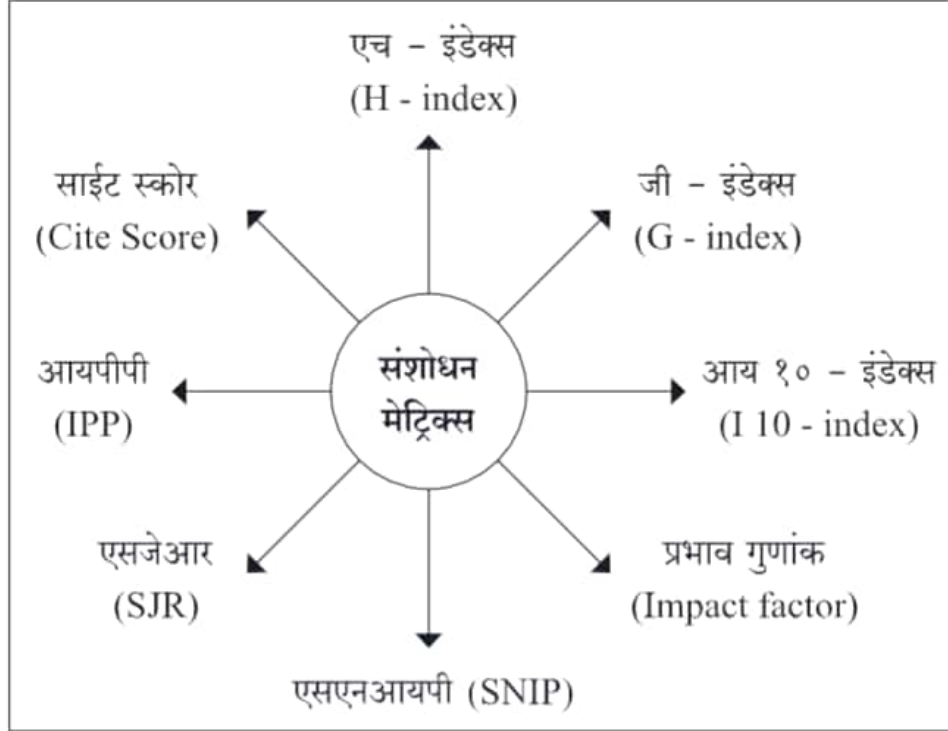 एच - इंडेक्स
(H - index)
साईट स्कोर
(Cite Score)
जी - इंडेक्स
(G - index)
आयपीपी
(IPP)
संशोधन
मेट्रिक्स
आय १० - इंडेक्स
(I 10 - index)
एसजेआर
(SJR)
प्रभाव गुणांक
(Impact factor)
एसएनआयपी (SNIP)